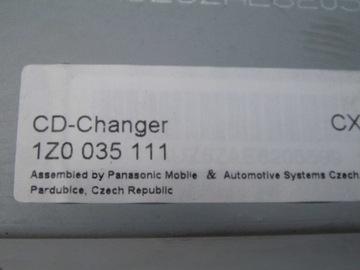 CD-Changer CX
1Z0 035 111
Assembled by Panasonic Mobile & Automotive Systems Czech
Pardubice, Czech Republic